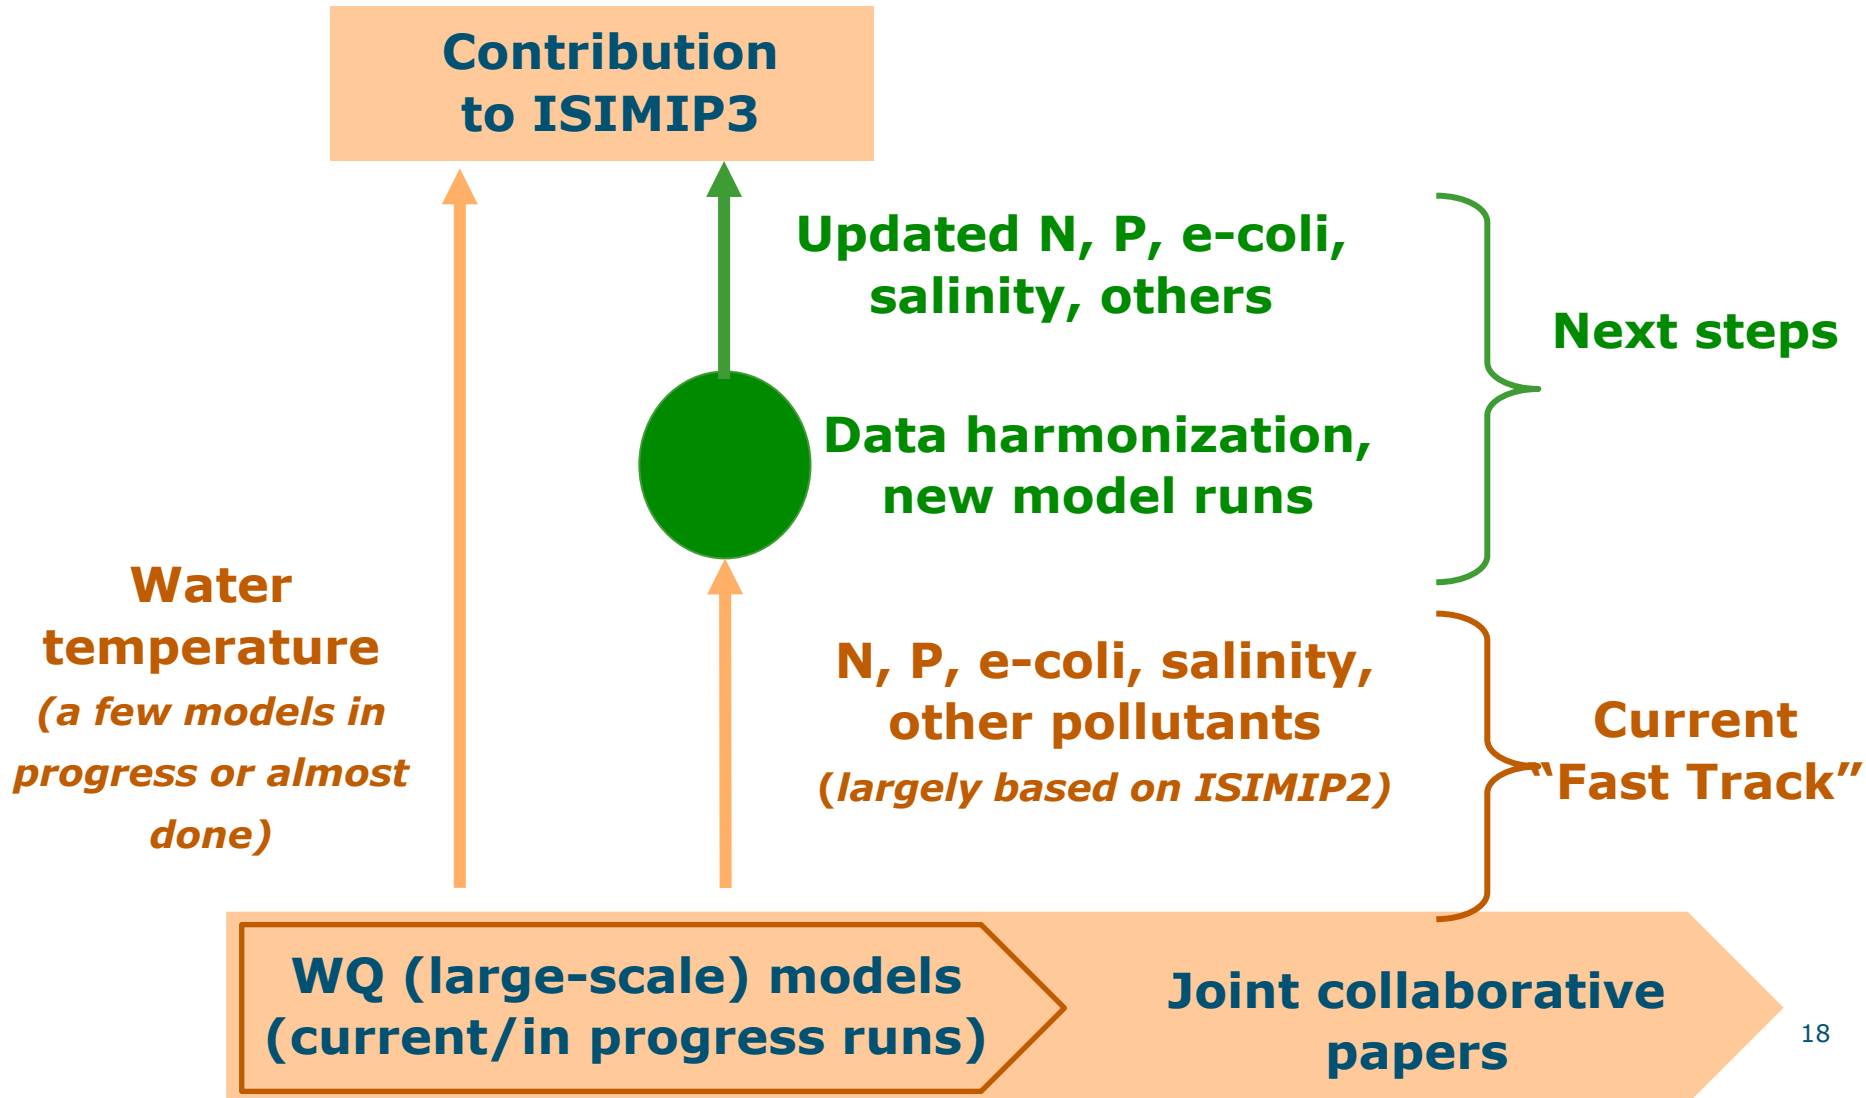 Contribution
to ISIMIP3
Updated N, P, e-coli,
salinity, others
Next steps
Data harmonization,
new model runs
Water
temperature
(a few models in
progress or almost
done)
N, P, e-coli, salinity,
other pollutants
(largely based on ISIMIP2)
Current
“Fast Track”
WQ (large-scale) models
(current/in progress runs)
Joint collaborative
papers
18